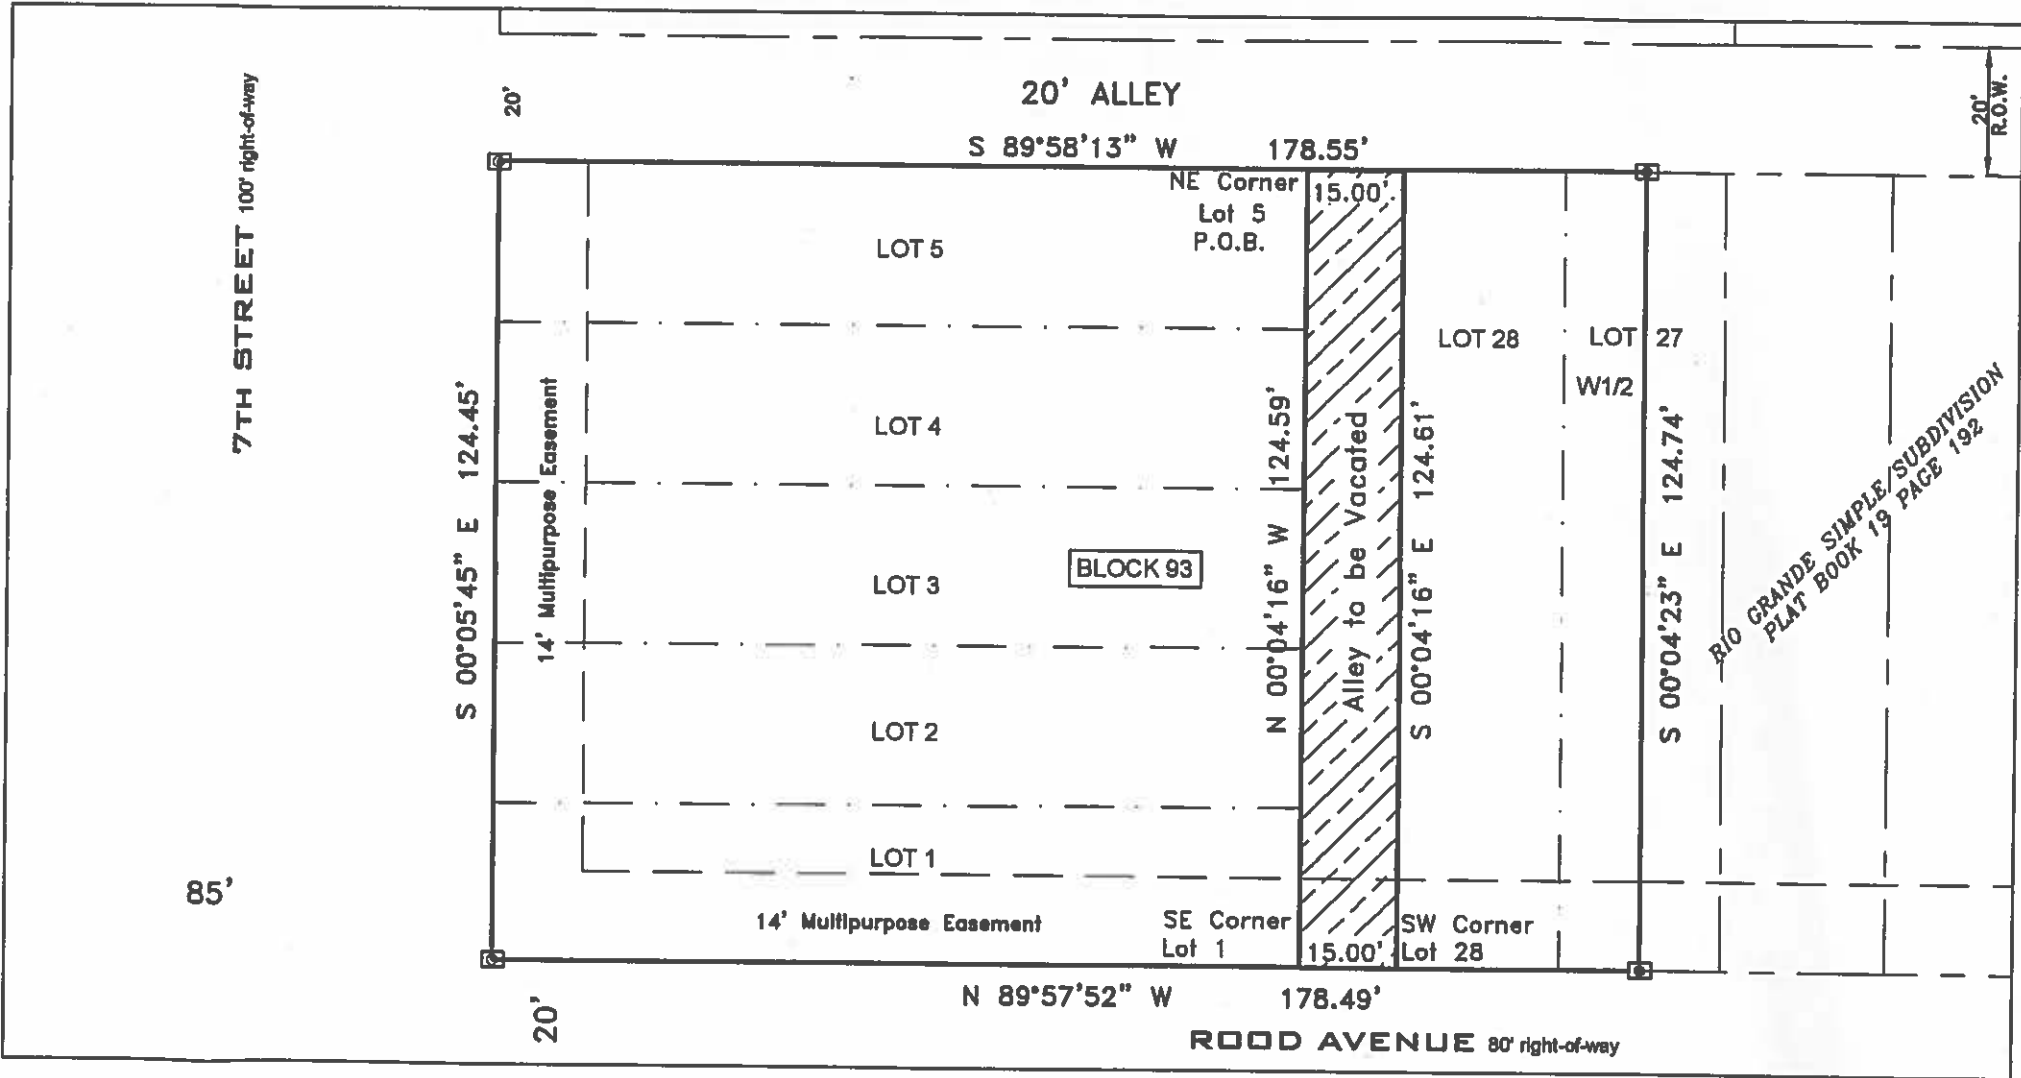 20' ALLEY
20'
7TH STREET 100' right-of-way
20'
R.O.W.
S 89°58'13" W 178.55'
NE Corner
Lot 5
P.O.B.
15.00'
LOT 5
LOT 28
LOT 27
W1/2
LOT 4
S 00°05'45" E 124.45'
14' Multipurpose Easement
N 00°04'16" W 124.59'
Alley to be Vacated
S 00°04'16" E 124.61'
S 00°04'23" E 124.74'
RIO GRANDE SIMPLE SUBDIVISION
PLAT BOOK 19 PAGE 192
BLOCK 93
LOT 3
LOT 2
LOT 1
85'
14' Multipurpose Easement
SE Corner
Lot 1
15.00'
SW Corner
Lot 28
N 89°57'52" W 178.49'
20'
ROOD AVENUE 80' right-of-way